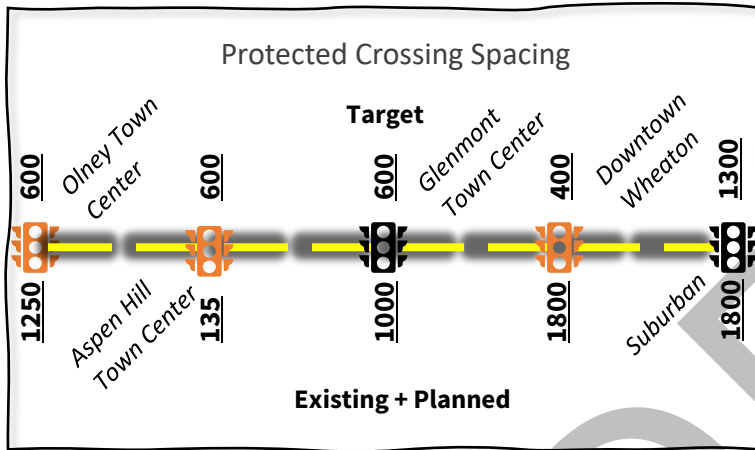 Protected Crossing Spacing
Target
600
Olney Town
Center
600
600
Glenmont
Town Center
400
Downtown
Wheaton
1300
1250
Aspen Hill
Town Center
135
1000
1800
Suburban
1800
Existing + Planned